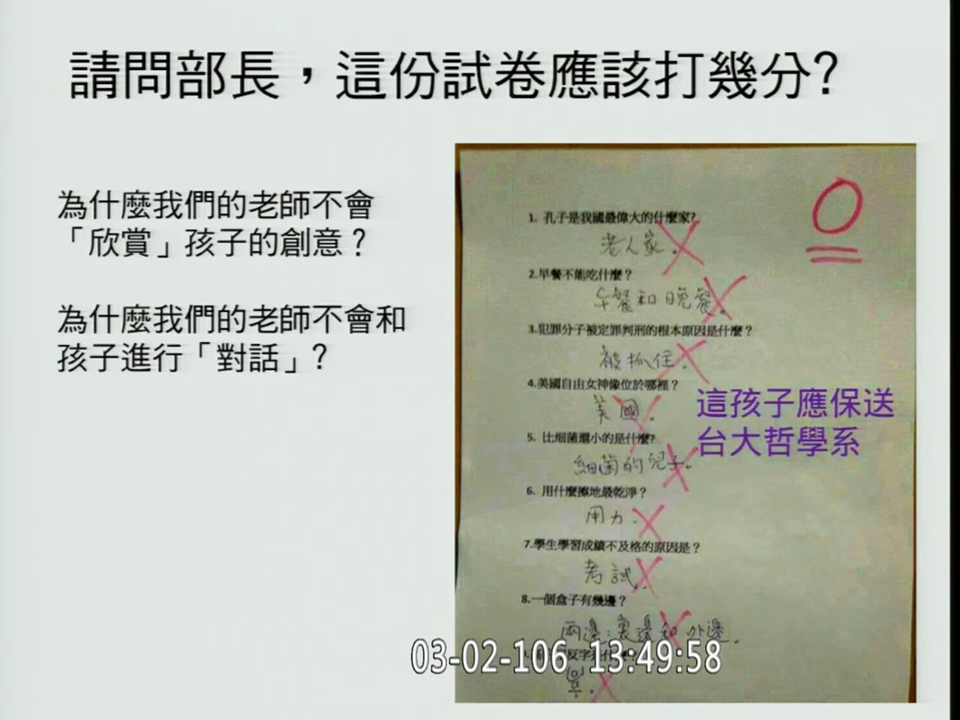 請問部長，這份試卷應該打幾分?
為什麼我們的老師不會
「欣賞」孩子的創意？
為什麼我們的老師不會和
孩子進行「對話」?
0
1. 孔子是我國最偉大的什麼家?
老人家。
2.早餐不能吃什麼？
午餐和晚餐。
3.犯罪分子被定罪判刑的根本原因是什麼？
被抓住。
4.美國自由女神像位於哪裡？
美國。
這孩子應保送
台大哲學系
5. 比細菌還小的是什麼?
細菌的兒子。
6. 用什麼擦地最乾淨？
用力。
7.學生學習成績不及格的原因是？
考試。
8.一個盒子有幾邊？
兩邊：裏邊和外邊。
03-02-106 13:49:58
反字